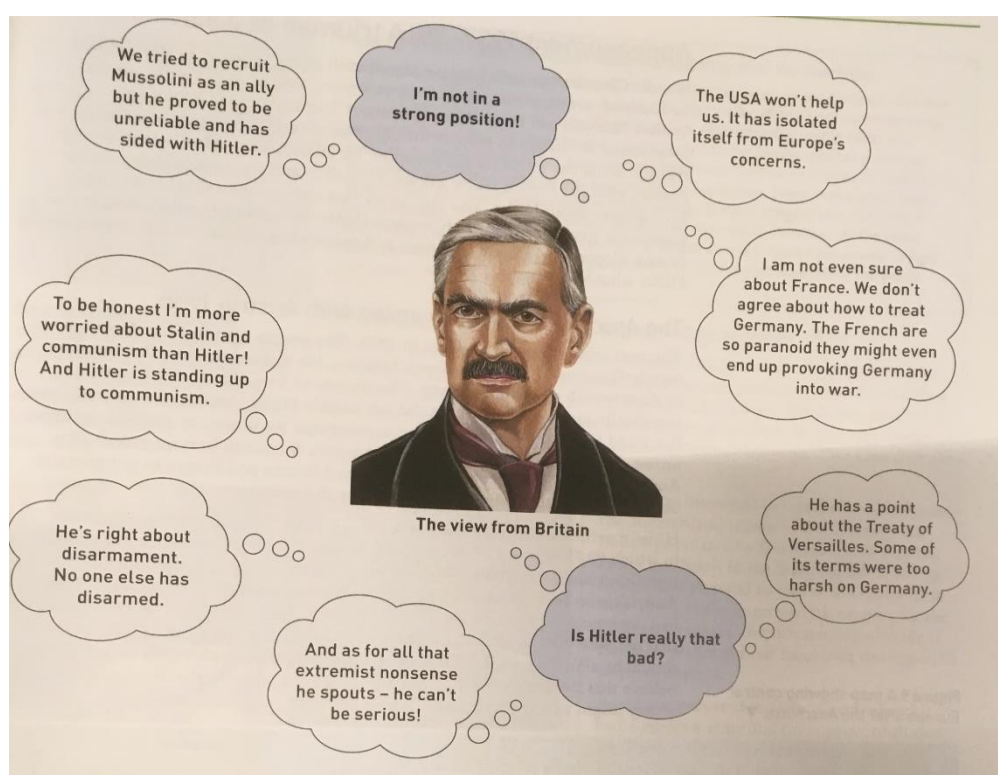 We tried to recruit
Mussolini as an ally
but he proved to be
unreliable and has
sided with Hitler.
I'm not in a
strong position!
The USA won't help
us. It has isolated
itself from Europe's
concerns.
I am not even sure
about France. We don't
agree about how to treat
Germany. The French are
so paranoid they might even
end up provoking Germany
into war.
To be honest I'm more
worried about Stalin and
communism than Hitler!
And Hitler is standing up
to communism.
The view from Britain
He has a point
about the Treaty of
Versailles. Some of
its terms were too
harsh on Germany.
He's right about
disarmament.
No one else has
disarmed.
Is Hitler really that
bad?
And as for all that
extremist nonsense
he spouts – he can't
be serious!